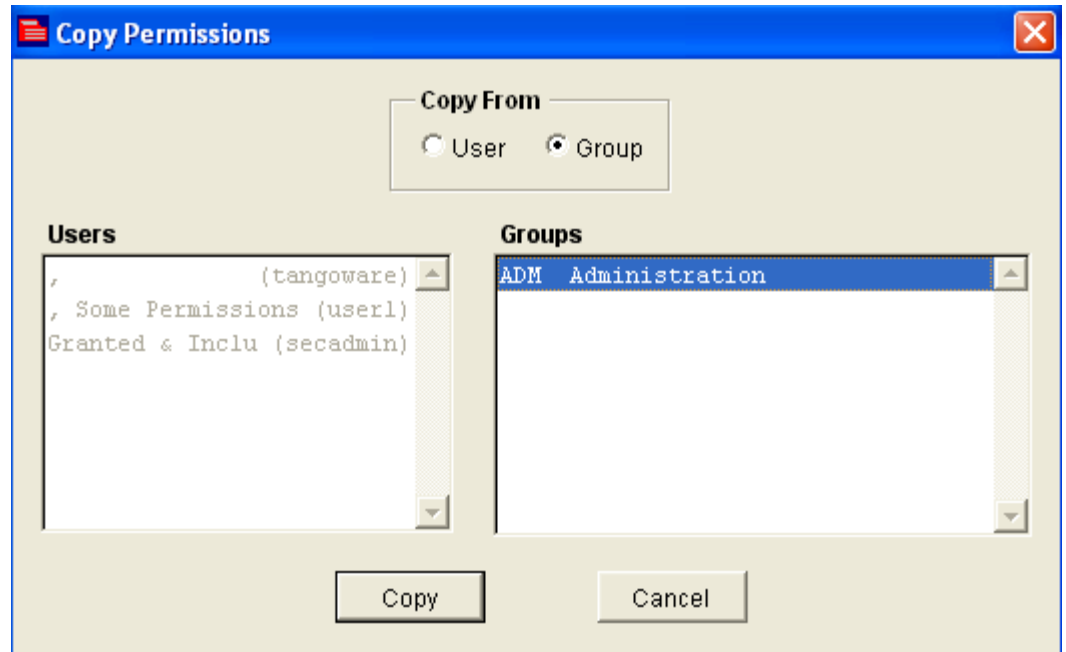 Copy Permissions
Copy From
User Group
Users
, (tangoware)
, Some Permissions (user1)
Granted & Inclu (secadmin)
Groups
ADM Administration
Copy Cancel